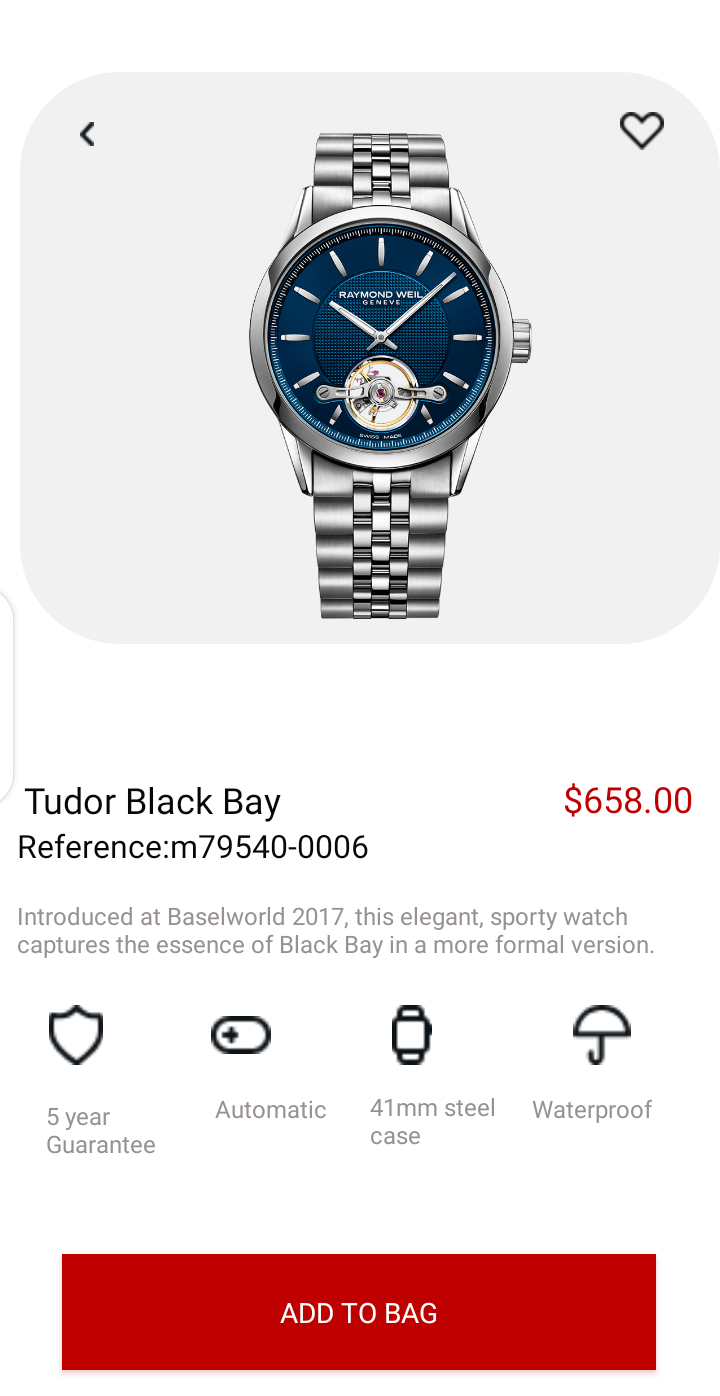 RAYMOND WEIL
GENEVE
SWISS MADE
Tudor Black Bay
$658.00
Reference:m79540-0006
Introduced at Baselworld 2017, this elegant, sporty watch
captures the essence of Black Bay in a more formal version.
5 year
Guarantee
Automatic
41mm steel
case
Waterproof
ADD TO BAG